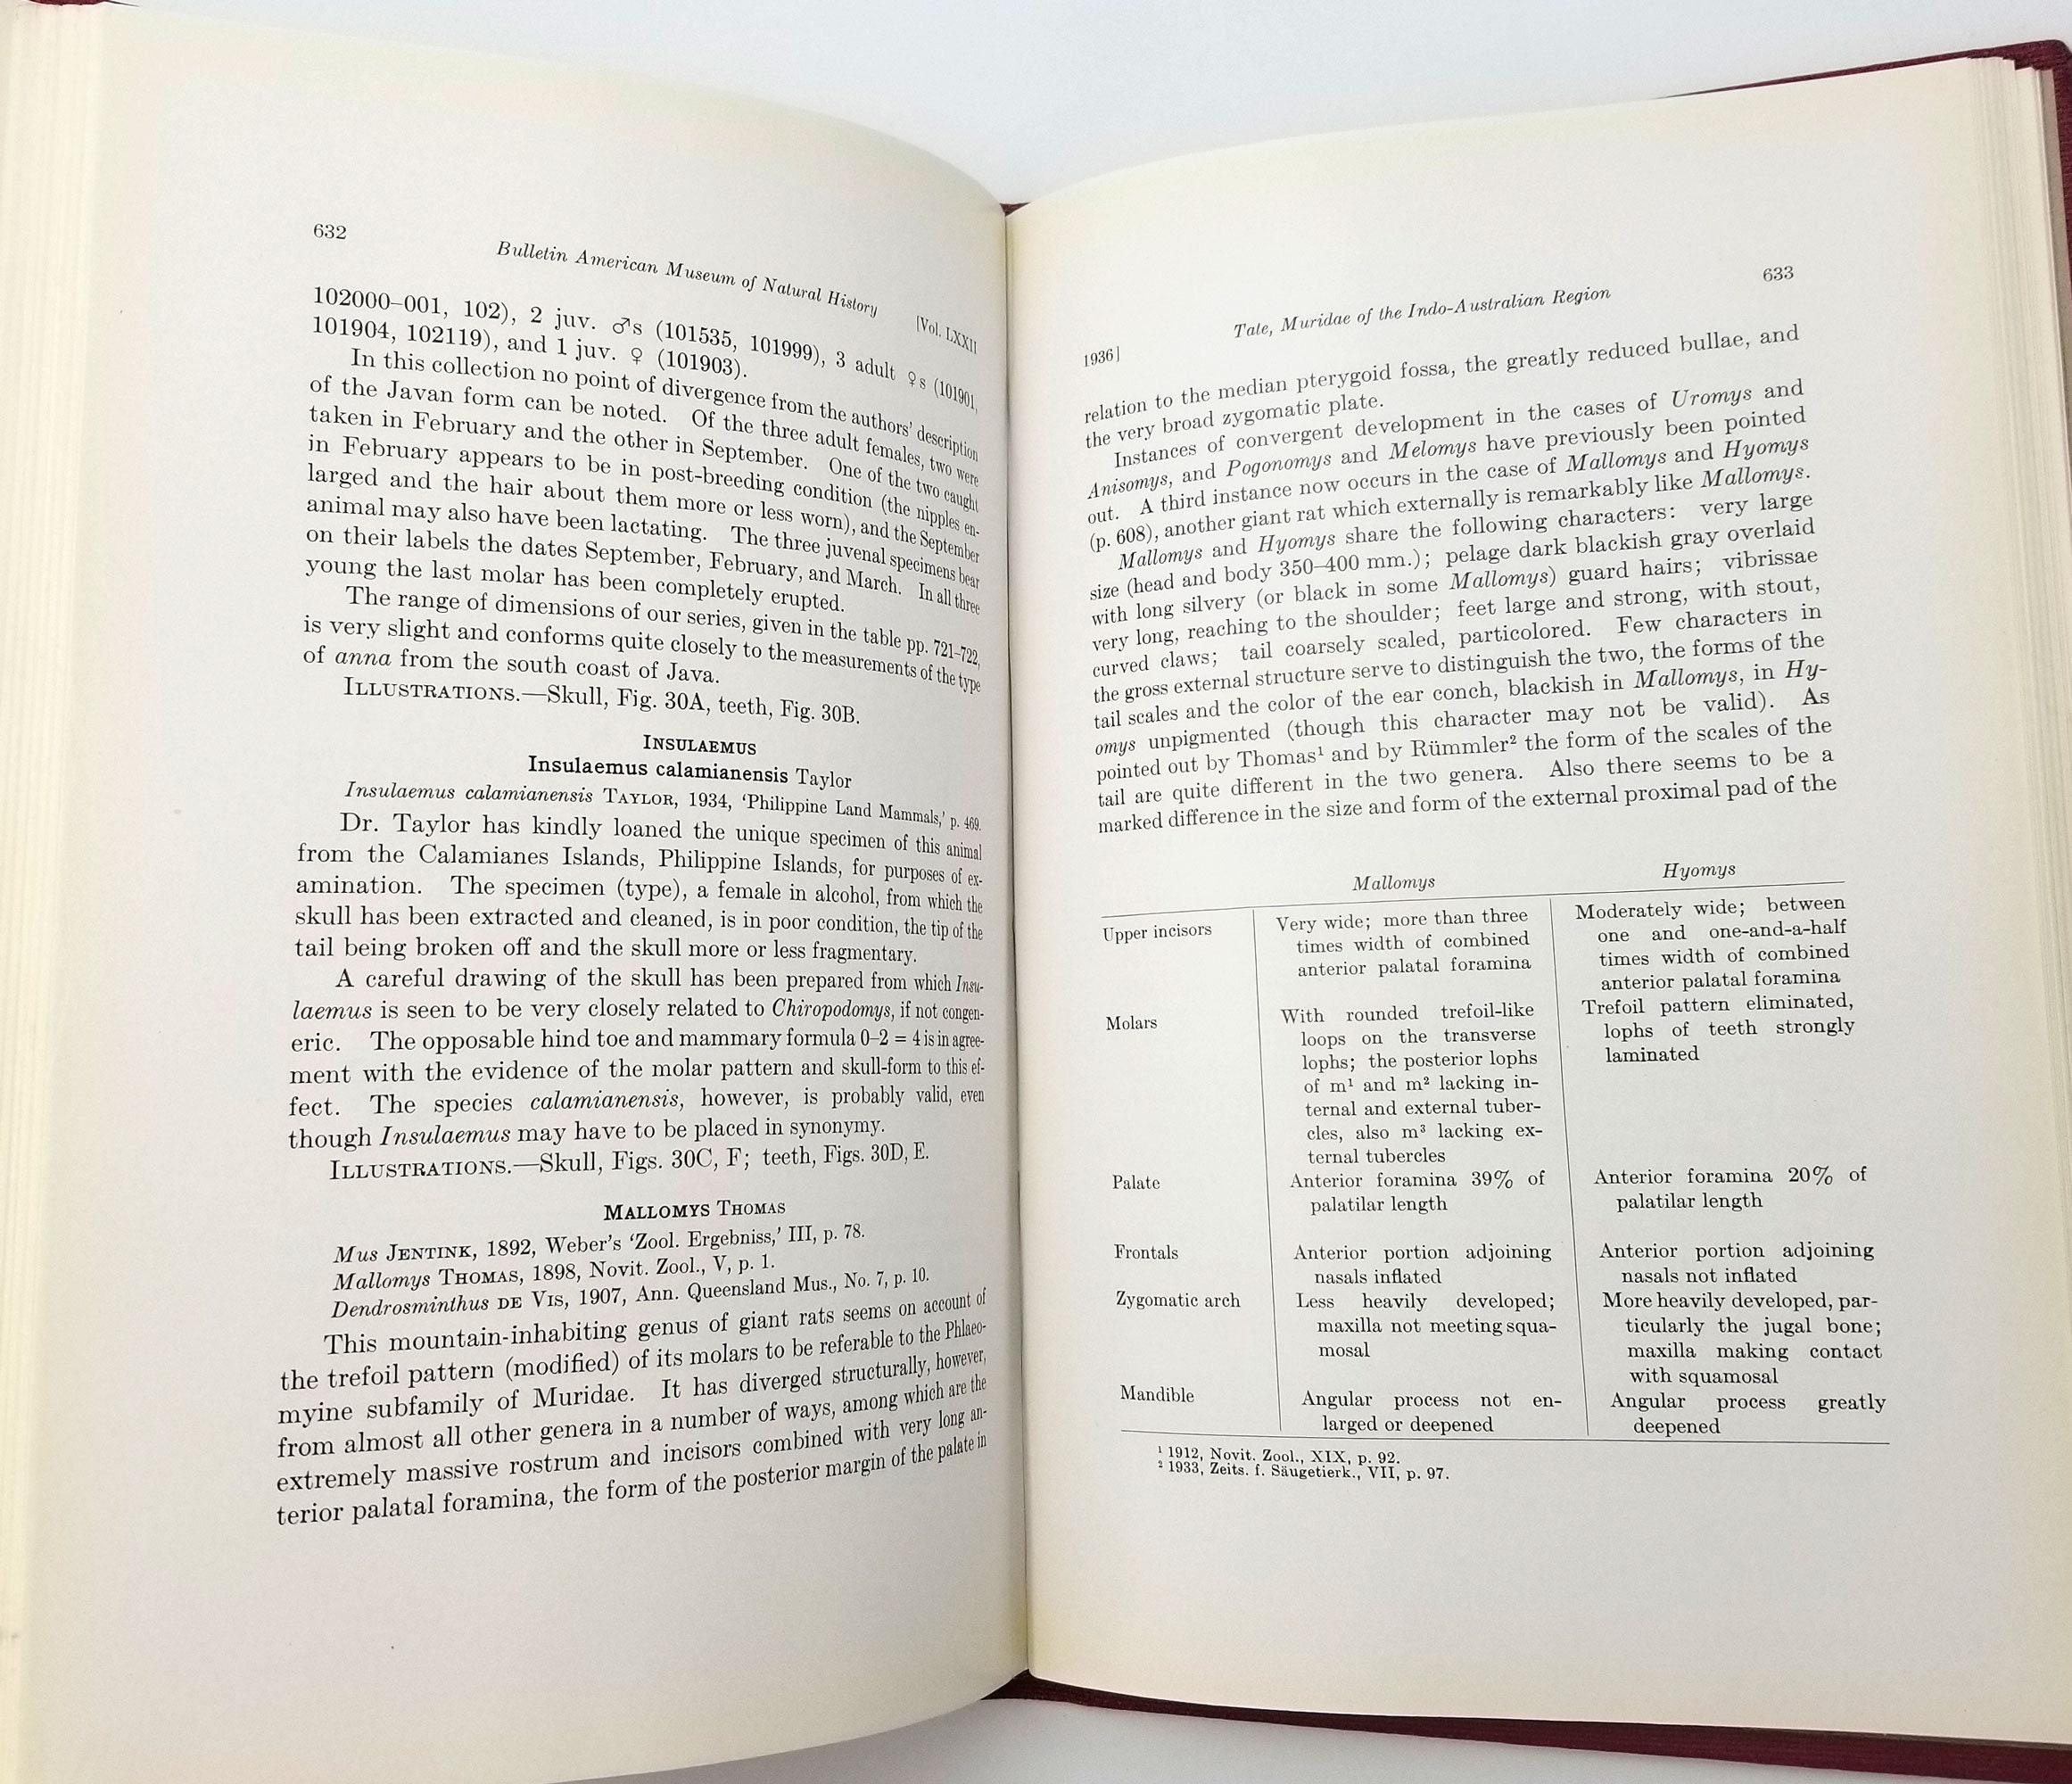 632
Bulletin American Museum of Natural History
[Vol. LXXII
102000–001, 102), 2 juv. ♂s (101535, 101999), 3 adult ♀s (101901,
101904, 102119), and 1 juv. ♀ (101903).
In this collection no point of divergence from the authors' description
of the Javan form can be noted. Of the three adult females, two were
taken in February and the other in September. One of the two caught
in February appears to be in post-breeding condition (the nipples en-
larged and the hair about them more or less worn), and the September
animal may also have been lactating. The three juvenal specimens bear
on their labels the dates September, February, and March. In all three
young the last molar has been completely erupted.
The range of dimensions of our series, given in the table pp. 721–722,
is very slight and conforms quite closely to the measurements of the type
of anna from the south coast of Java.
ILLUSTRATIONS.—Skull, Fig. 30A, teeth, Fig. 30B.
INSULAEMUS
Insulaemus calamianensis Taylor
Insulaemus calamianensis TAYLOR, 1934, 'Philippine Land Mammals,' p. 469.
Dr. Taylor has kindly loaned the unique specimen of this animal
from the Calamianes Islands, Philippine Islands, for purposes of ex-
amination. The specimen (type), a female in alcohol, from which the
skull has been extracted and cleaned, is in poor condition, the tip of the
tail being broken off and the skull more or less fragmentary.
A careful drawing of the skull has been prepared from which Insu-
laemus is seen to be very closely related to Chiropodomys, if not congen-
eric. The opposable hind toe and mammary formula 0–2 = 4 is in agree-
ment with the evidence of the molar pattern and skull-form to this ef-
fect. The species calamianensis, however, is probably valid, even
though Insulaemus may have to be placed in synonymy.
ILLUSTRATIONS.—Skull, Figs. 30C, F; teeth, Figs. 30D, E.
MALLOMYS THOMAS
Mus JENTINK, 1892, Weber's 'Zool. Ergebniss,' III, p. 78.
Mallomys THOMAS, 1898, Novit. Zool., V, p. 1.
Dendrosminthus DE VIS, 1907, Ann. Queensland Mus., No. 7, p. 10.
This mountain-inhabiting genus of giant rats seems on account of
the trefoil pattern (modified) of its molars to be referable to the Phlaeo-
myine subfamily of Muridae. It has diverged structurally, however,
from almost all other genera in a number of ways, among which are the
extremely massive rostrum and incisors combined with very long an-
terior palatal foramina, the form of the posterior margin of the palate in
1936]
Tate, Muridae of the Indo-Australian Region
633
relation to the median pterygoid fossa, the greatly reduced bullae, and
the very broad zygomatic plate.
Instances of convergent development in the cases of Uromys and
Anisomys, and Pogonomys and Melomys have previously been pointed
out. A third instance now occurs in the case of Mallomys and Hyomys
(p. 608), another giant rat which externally is remarkably like Mallomys.
Mallomys and Hyomys share the following characters: very large
size (head and body 350–400 mm.); pelage dark blackish gray overlaid
with long silvery (or black in some Mallomys) guard hairs; vibrissae
very long, reaching to the shoulder; feet large and strong, with stout,
curved claws; tail coarsely scaled, particolored. Few characters in
the gross external structure serve to distinguish the two, the forms of the
tail scales and the color of the ear conch, blackish in Mallomys, in Hy-
omys unpigmented (though this character may not be valid). As
pointed out by Thomas¹ and by Rümmler² the form of the scales of the
tail are quite different in the two genera. Also there seems to be a
marked difference in the size and form of the external proximal pad of the
Mallomys
Hyomys
Upper incisors
Very wide; more than three
times width of combined
anterior palatal foramina
Moderately wide; between
one and one-and-a-half
times width of combined
anterior palatal foramina
Molars
With rounded trefoil-like
loops on the transverse
lophs; the posterior lophs
of m¹ and m² lacking in-
ternal and external tuber-
cles, also m³ lacking ex-
ternal tubercles
Trefoil pattern eliminated,
lophs of teeth strongly
laminated
Palate
Anterior foramina 39% of
palatilar length
Anterior foramina 20% of
palatilar length
Frontals
Anterior portion adjoining
nasals inflated
Anterior portion adjoining
nasals not inflated
Zygomatic arch
Less heavily developed;
maxilla not meeting squa-
mosal
More heavily developed, par-
ticularly the jugal bone;
maxilla making contact
with squamosal
Mandible
Angular process not en-
larged or deepened
Angular process greatly
deepened
¹ 1912, Novit. Zool., XIX, p. 92.
² 1933, Zeits. f. Säugetierk., VII, p. 97.